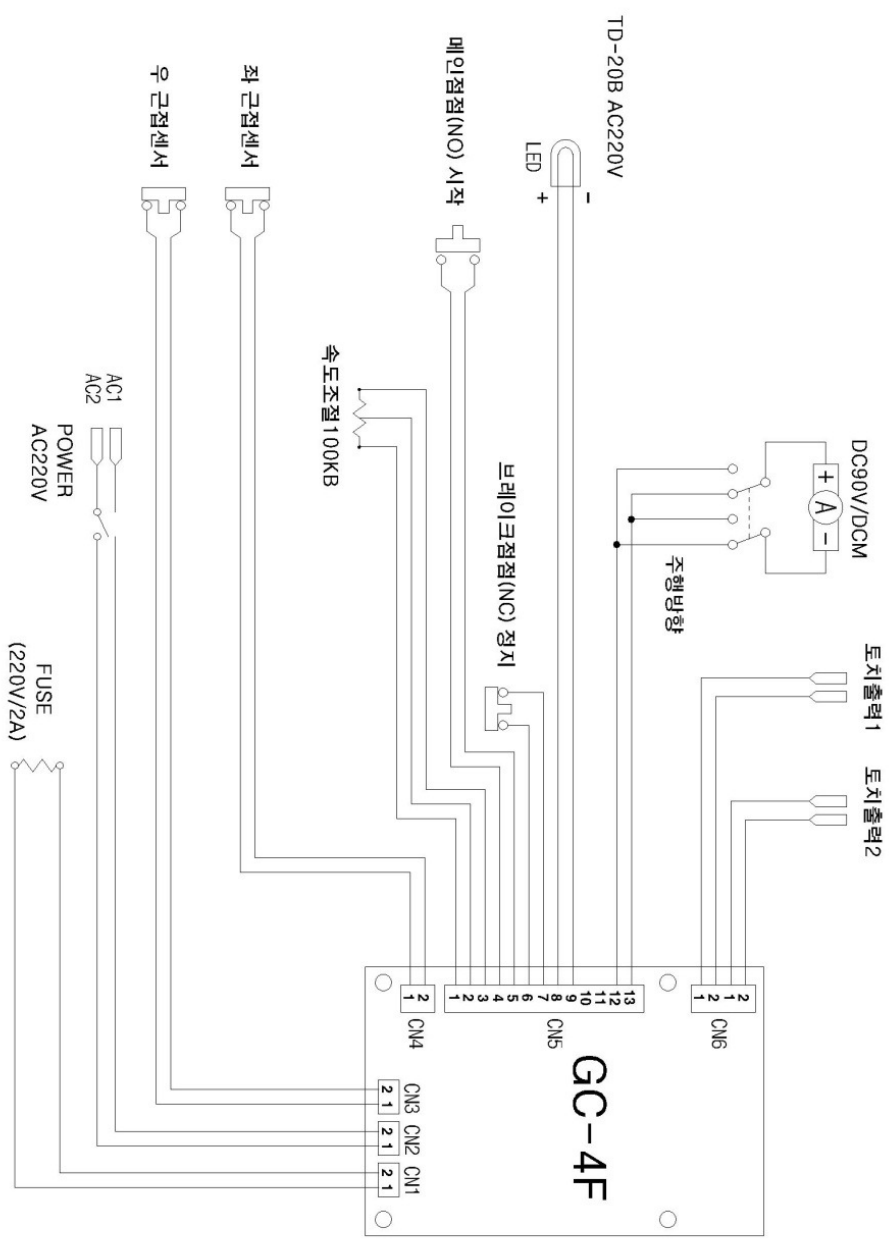 DC90V/DCM
토치출력1
토치출력2
+ A -
2
1
2
1
CN6
주행방향
TD-20B AC220V
-
LED
+
브레이크접점(NC) 정지
메인접점(NO) 시작
속도조절100KB
13
12
11
10
9
8
7
6
5
4
3
2
1
CN5
GC-4F
2
1
CN4
좌 근접센서
우 근접센서
CN3
2 1
CN2
2 1
CN1
2 1
AC1
AC2
POWER
AC220V
FUSE
(220V/2A)